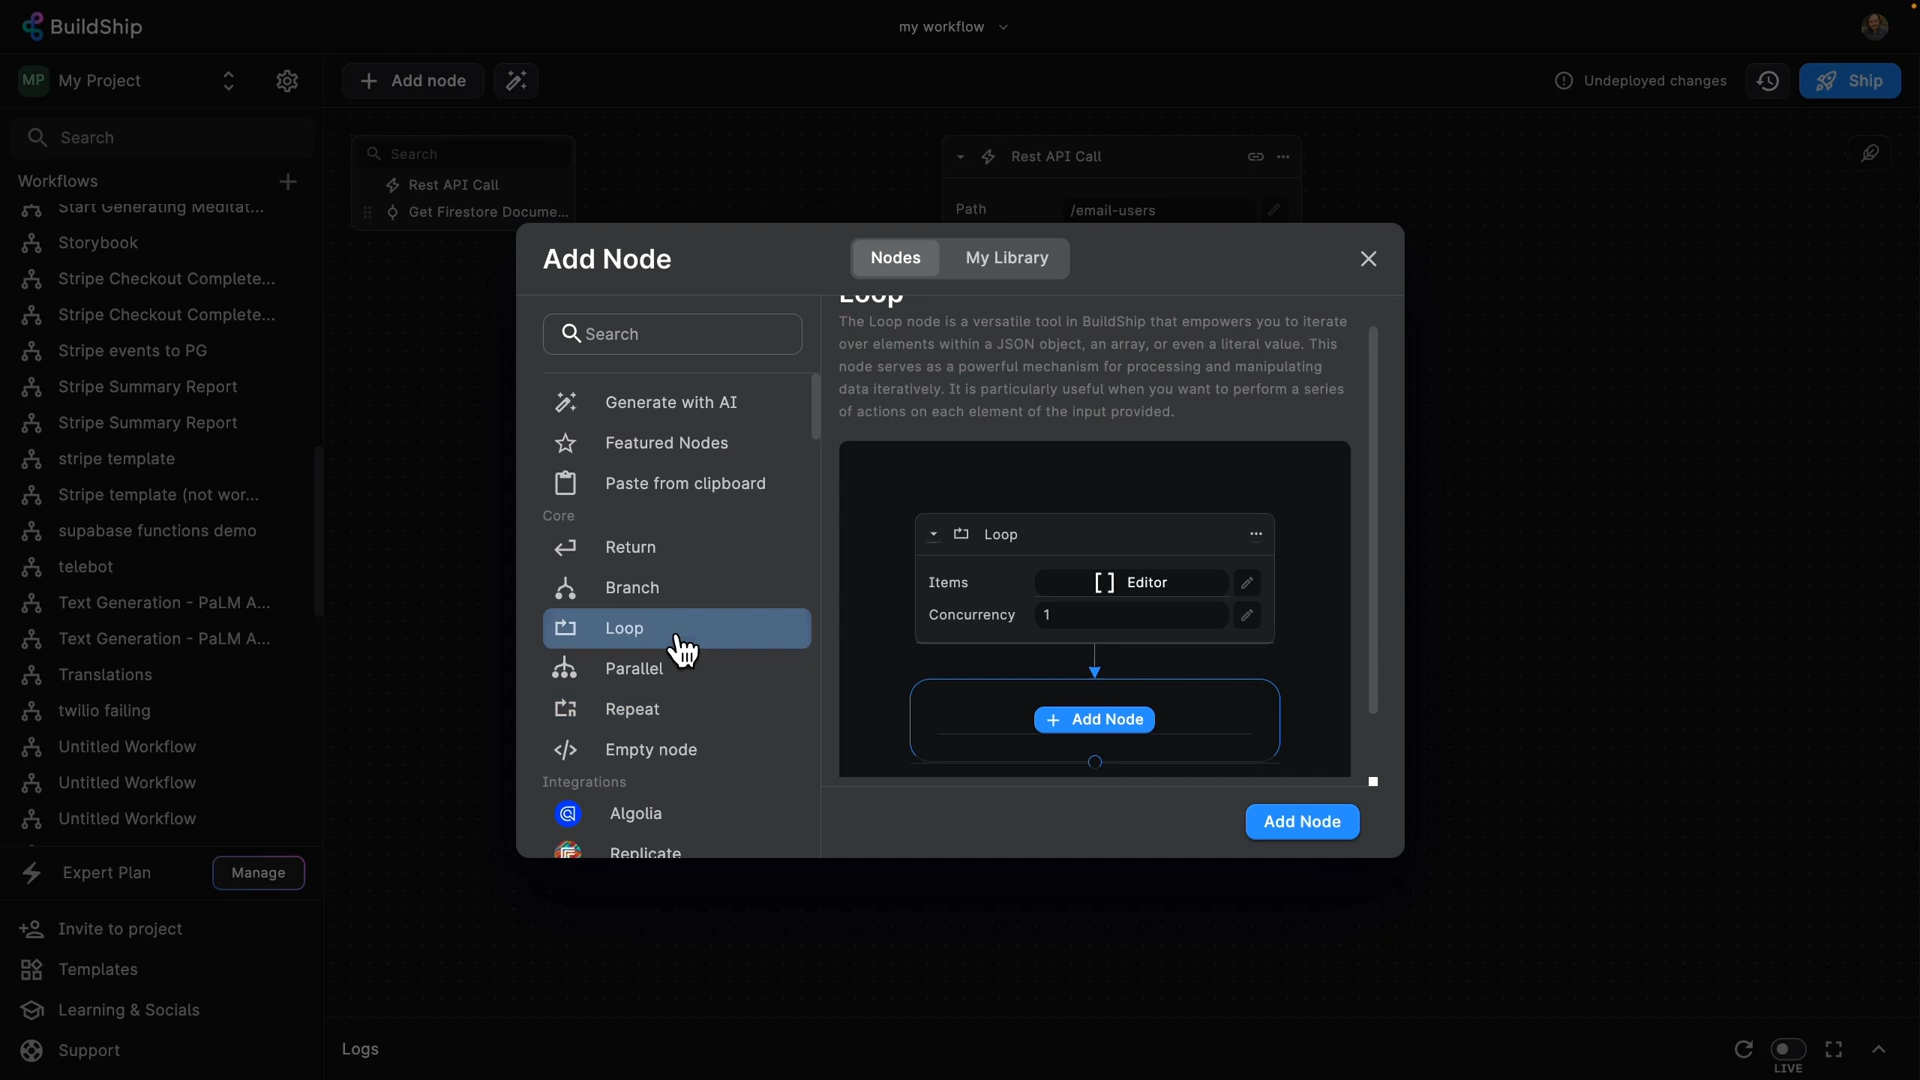 BuildShip
my workflow
MP My Project
Add node
Undeployed changes
Ship
Search
Workflows
Start Generating Meditat...
Storybook
Stripe Checkout Complete...
Stripe Checkout Complete...
Stripe events to PG
Stripe Summary Report
Stripe Summary Report
stripe template
Stripe template (not wor...
supabase functions demo
telebot
Text Generation - PaLM A...
Text Generation - PaLM A...
Translations
twilio failing
Untitled Workflow
Untitled Workflow
Untitled Workflow
Expert Plan
Manage
Invite to project
Templates
Learning & Socials
Support
Search
Rest API Call
Get Firestore Docume...
Rest API Call
Path
/email-users
Add Node
Nodes
My Library
Search
Generate with AI
Featured Nodes
Paste from clipboard
Core
Return
Branch
Loop
Parallel
Repeat
Empty node
Integrations
Algolia
Replicate
Loop
The Loop node is a versatile tool in BuildShip that empowers you to iterate
over elements within a JSON object, an array, or even a literal value. This
node serves as a powerful mechanism for processing and manipulating
data iteratively. It is particularly useful when you want to perform a series
of actions on each element of the input provided.
Loop
Items
[ ] Editor
Concurrency
1
+ Add Node
Add Node
Logs
LIVE